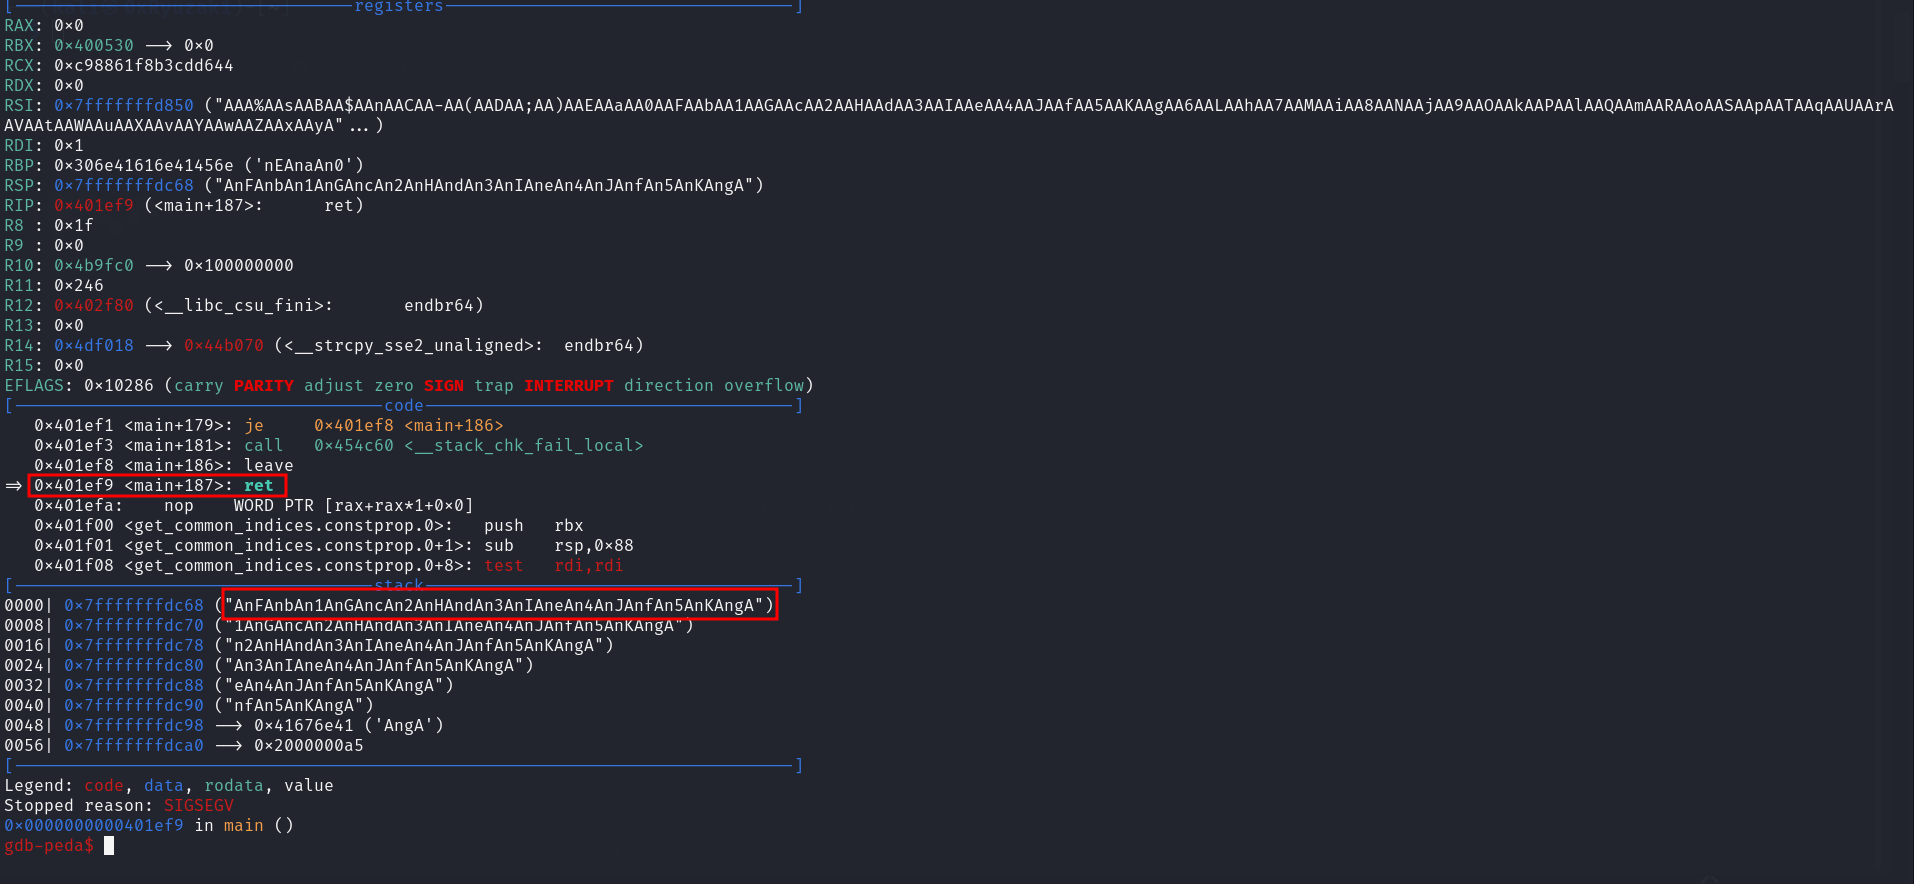 [──registers──]
RAX: 0×0
RBX: 0×400530 ⟶ 0×0
RCX: 0×c98861f8b3cdd644
RDX: 0×0
RSI: 0×7fffffffd850 ("AAA%AAsAABAA$AAnAACAA-AA(AADAA;AA)AAEAAaAA0AAFAAbAA1AAGAAcAA2AAHAAdAA3AAIAAeAA4AAJAAfAA5AAKAAgAA6AALAAhAA7AAMAAiAA8AANAAjAA9AAOAAkAAPAAlAAQAAmAARAAoAASAApAATAAqAAUAArA
AVAAtAAWAAuAAXAAvAAYAAwAAZAAxAAyA"...)
RDI: 0×1
RBP: 0×306e41616e41456e ('nEAnaAn0')
RSP: 0×7fffffffdc68 ("AnFAnbAn1AnGAncAn2AnHAndAn3AnIAneAn4AnJAnfAn5AnKAngA")
RIP: 0×401ef9 (<main+187>: ret)
R8 : 0×1f
R9 : 0×0
R10: 0×4b9fc0 ⟶ 0×100000000
R11: 0×246
R12: 0×402f80 (<__libc_csu_fini>: endbr64)
R13: 0×0
R14: 0×4df018 ⟶ 0×44b070 (<__strcpy_sse2_unaligned>: endbr64)
R15: 0×0
EFLAGS: 0×10286 (carry PARITY adjust zero SIGN trap INTERRUPT direction overflow)
[──code──]
0×401ef1 <main+179>: je 0×401ef8 <main+186>
0×401ef3 <main+181>: call 0×454c60 <__stack_chk_fail_local>
0×401ef8 <main+186>: leave
⇒ 0×401ef9 <main+187>: ret
0×401efa: nop WORD PTR [rax+rax*1+0×0]
0×401f00 <get_common_indices.constprop.0>: push rbx
0×401f01 <get_common_indices.constprop.0+1>: sub rsp,0×88
0×401f08 <get_common_indices.constprop.0+8>: test rdi,rdi
[──stack──]
0000| 0×7fffffffdc68 ("AnFAnbAn1AnGAncAn2AnHAndAn3AnIAneAn4AnJAnfAn5AnKAngA")
0008| 0×7fffffffdc70 ("1AnGAncAn2AnHAndAn3AnIAneAn4AnJAnfAn5AnKAngA")
0016| 0×7fffffffdc78 ("n2AnHAndAn3AnIAneAn4AnJAnfAn5AnKAngA")
0024| 0×7fffffffdc80 ("An3AnIAneAn4AnJAnfAn5AnKAngA")
0032| 0×7fffffffdc88 ("eAn4AnJAnfAn5AnKAngA")
0040| 0×7fffffffdc90 ("nfAn5AnKAngA")
0048| 0×7fffffffdc98 ⟶ 0×41676e41 ('AngA')
0056| 0×7fffffffdca0 ⟶ 0×2000000a5
[──]
Legend: code, data, rodata, value
Stopped reason: SIGSEGV
0×0000000000401ef9 in main ()
gdb-peda$